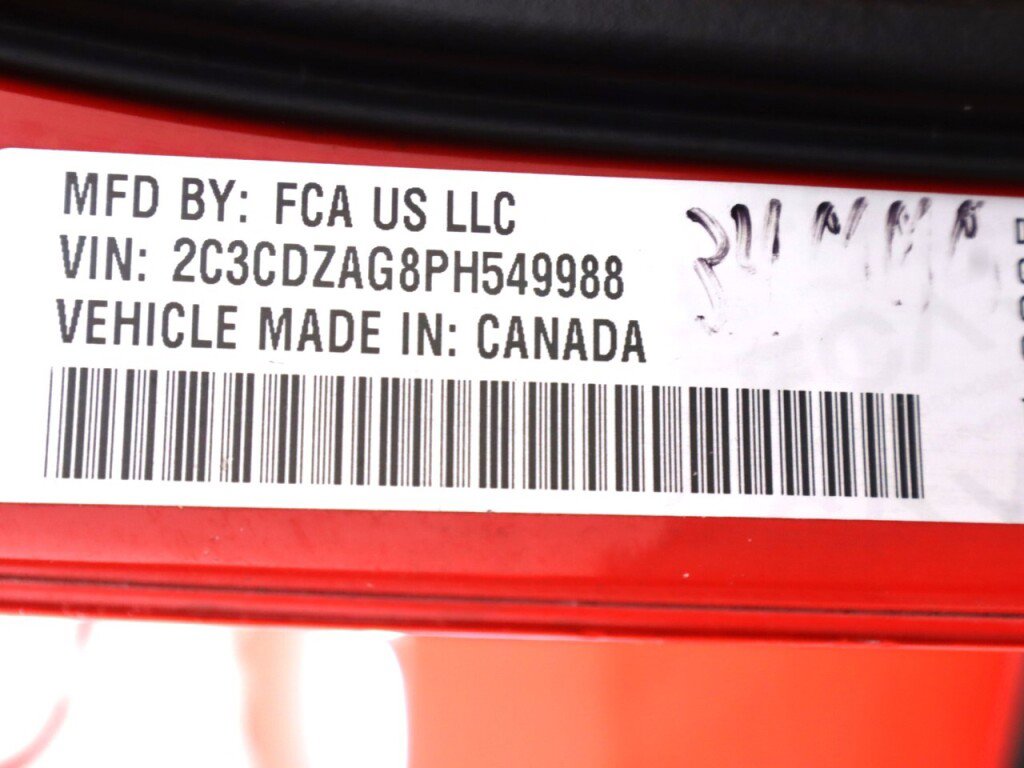 MFD BY: FCA US LLC
VIN: 2C3CDZAG8PH549988
VEHICLE MADE IN: CANADA